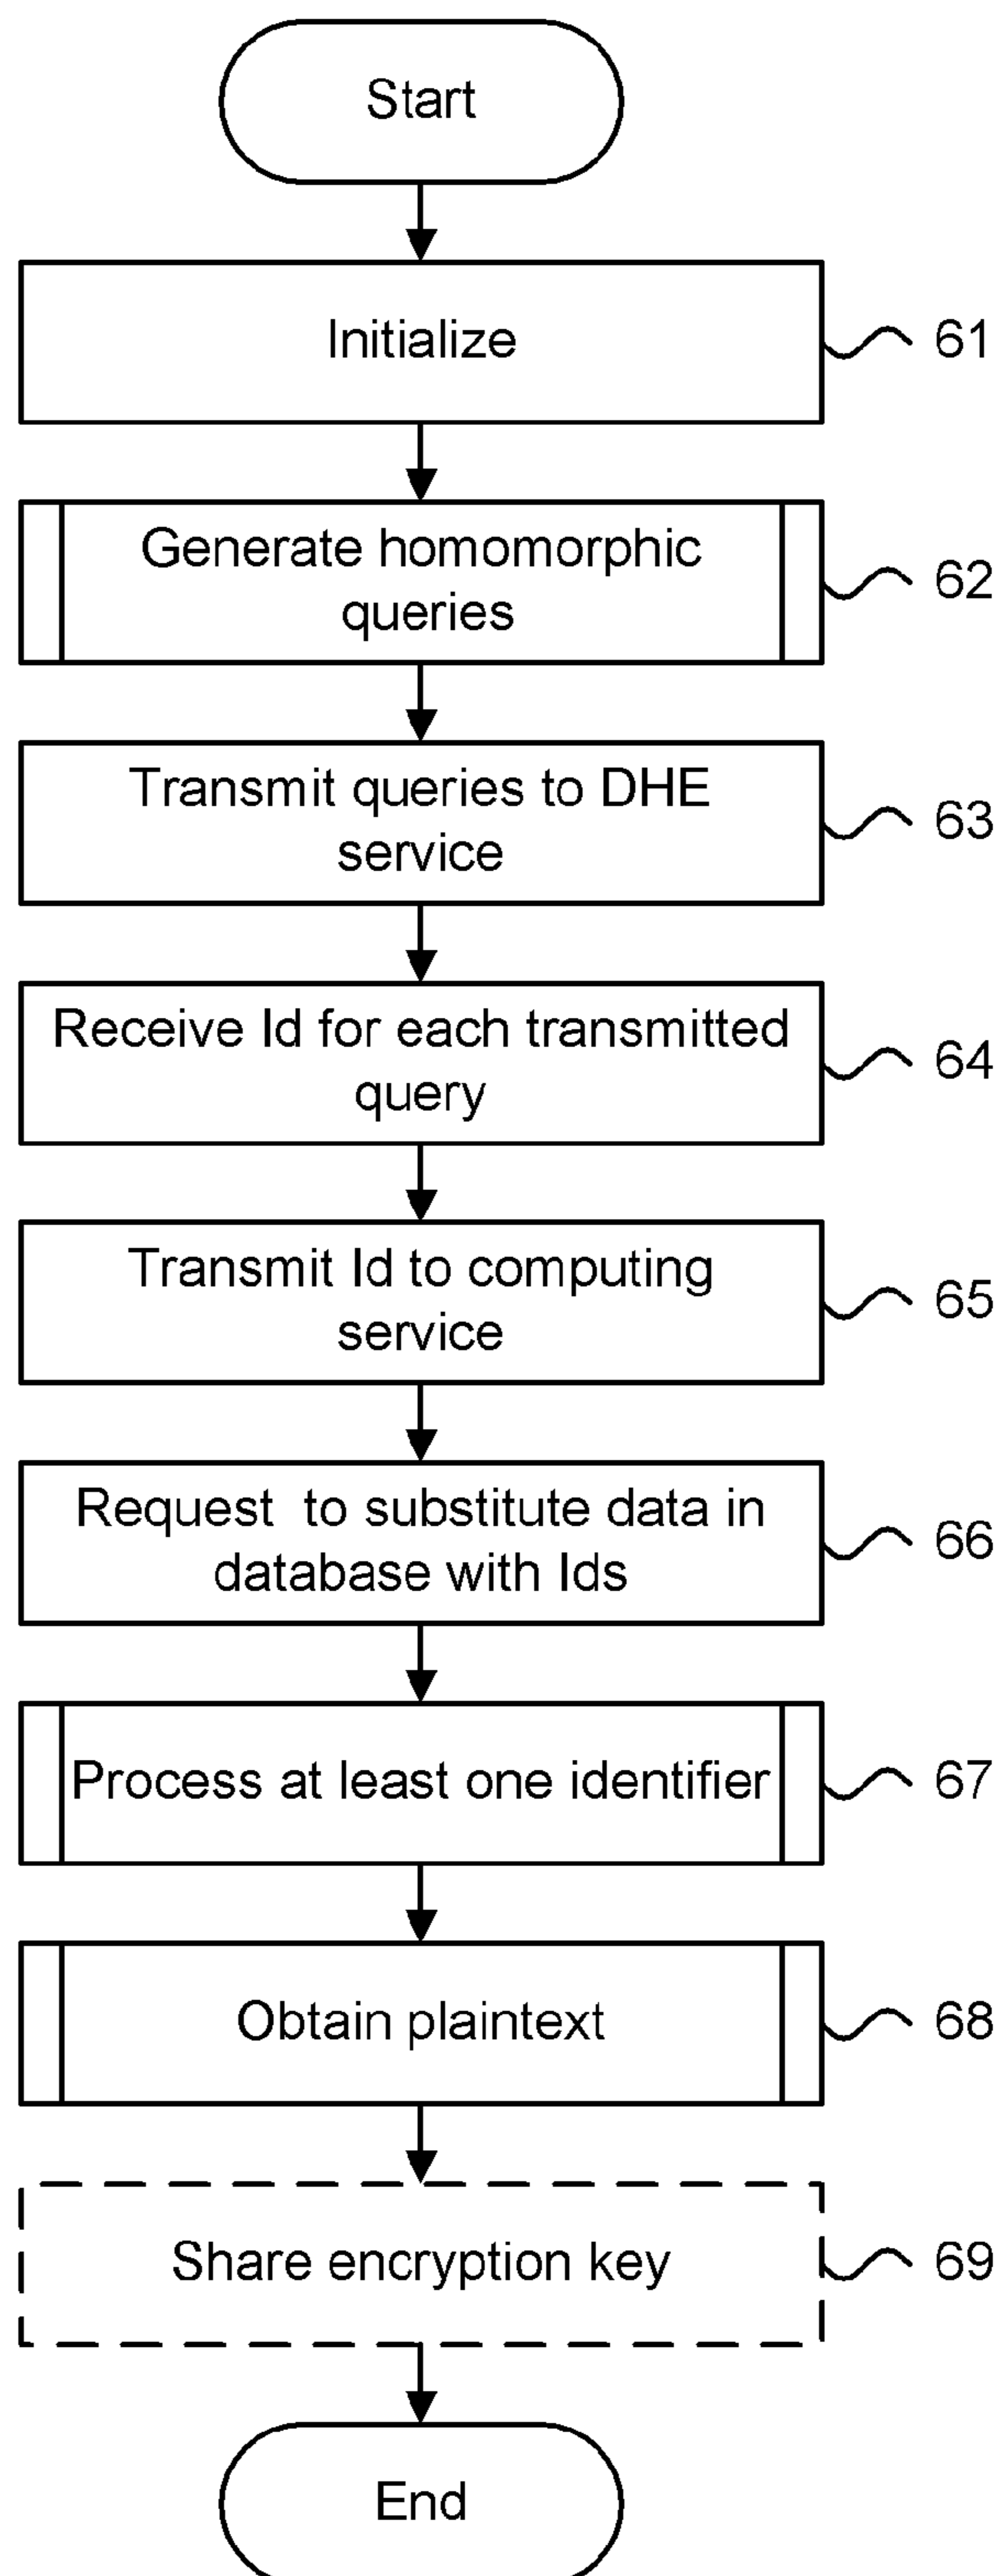 Start
Initialize
61
Generate homomorphic
queries
62
Transmit queries to DHE
service
63
Receive Id for each transmitted
query
64
Transmit Id to computing
service
65
Request to substitute data in
database with Ids
66
Process at least one identifier
67
Obtain plaintext
68
Share encryption key
69
End